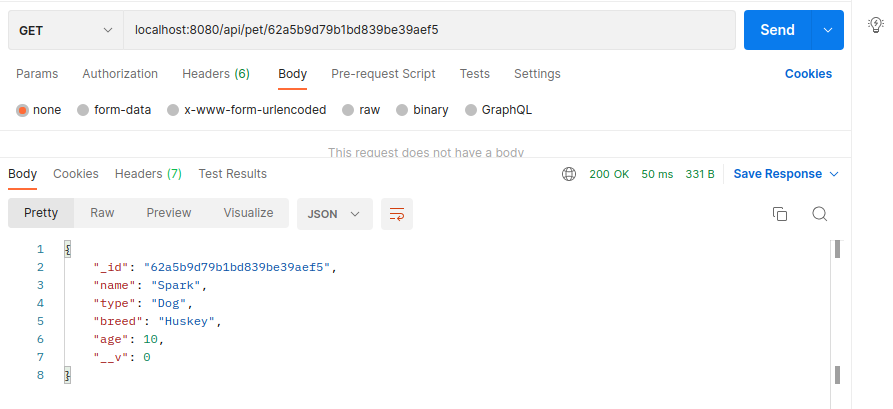 GET localhost:8080/api/pet/62a5b9d79b1bd839be39aef5 Send
Params Authorization Headers (6) Body Pre-request Script Tests Settings Cookies
none form-data x-www-form-urlencoded raw binary GraphQL
This request does not have a body
Body Cookies Headers (7) Test Results 200 OK 50 ms 331 B Save Response
Pretty Raw Preview Visualize JSON
1 {
2 "_id": "62a5b9d79b1bd839be39aef5",
3 "name": "Spark",
4 "type": "Dog",
5 "breed": "Huskey",
6 "age": 10,
7 "__v": 0
8 }